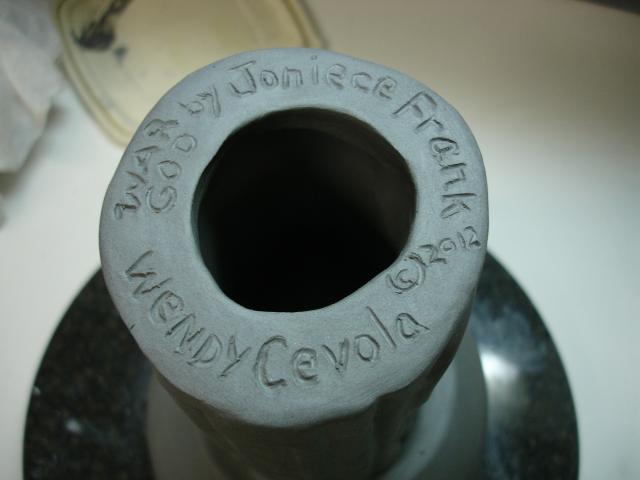 WAR GOD by Joniece Frank
©2012
WENDY Cevola